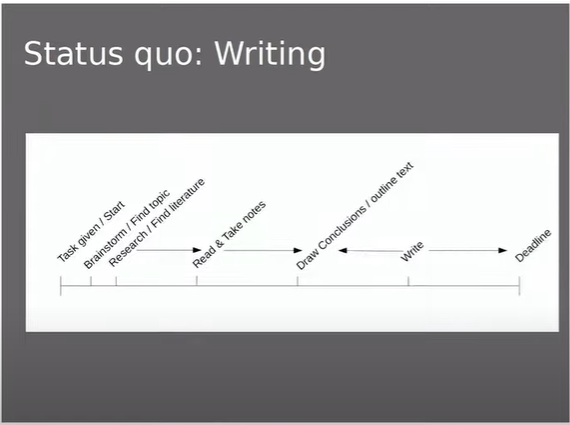 Status quo: Writing
Task given / Start
Brainstorm / Find topic
Research / Find literature
Read & Take notes
Draw Conclusions / outline text
Write
Deadline